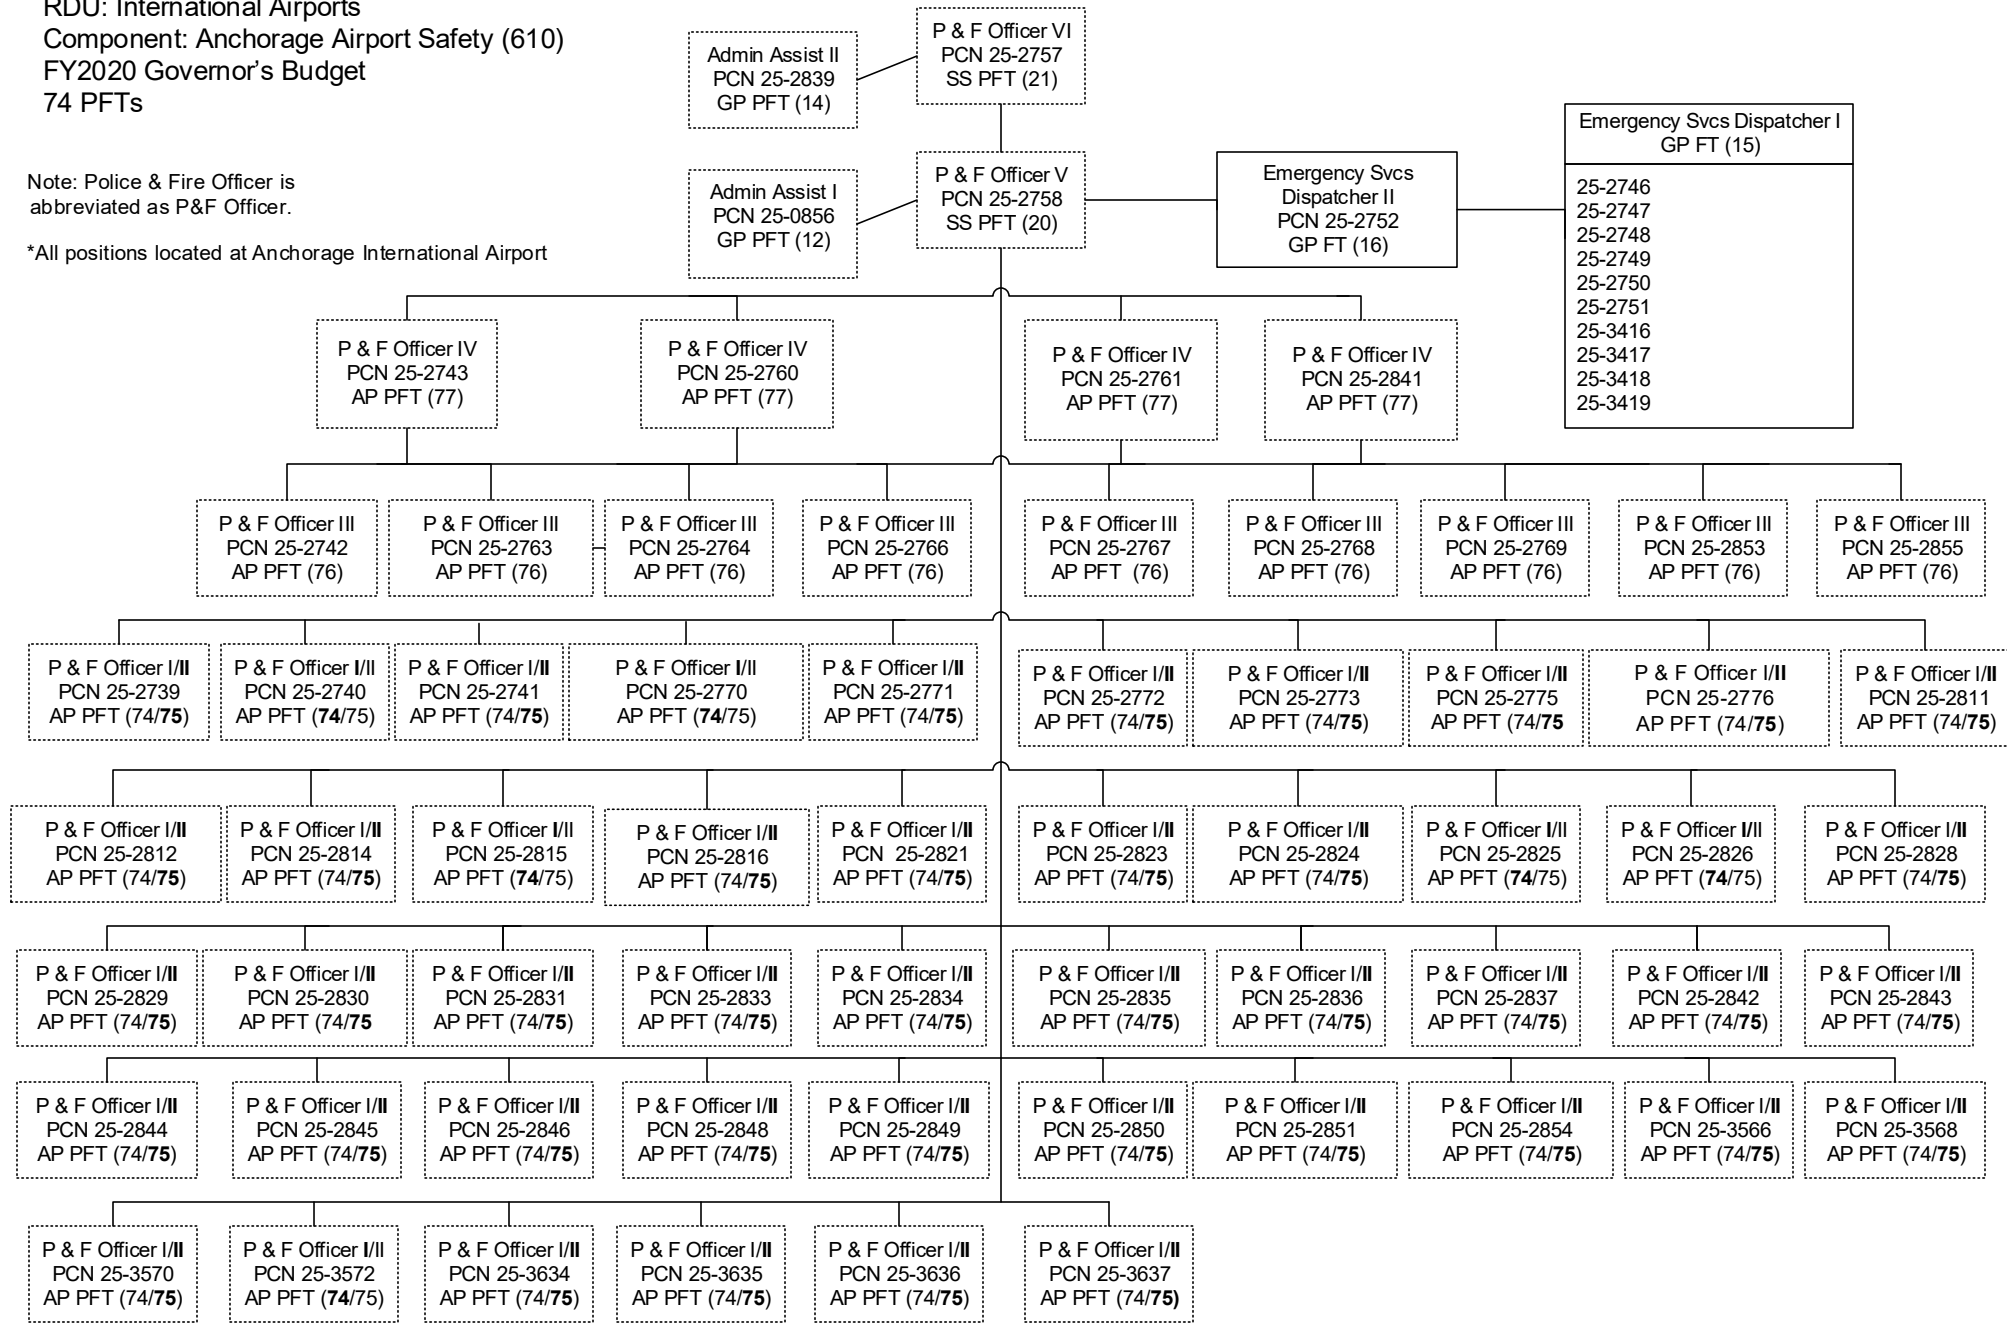 RDU: International Airports
Component: Anchorage Airport Safety (610)
FY2020 Governor's Budget
74 PFTs
Note: Police & Fire Officer is
abbreviated as P&F Officer.
*All positions located at Anchorage International Airport
Admin Assist II
PCN 25-2839
GP PFT (14)
P & F Officer VI
PCN 25-2757
SS PFT (21)
Admin Assist I
PCN 25-0856
GP PFT (12)
P & F Officer V
PCN 25-2758
SS PFT (20)
Emergency Svcs
Dispatcher II
PCN 25-2752
GP FT (16)
Emergency Svcs Dispatcher I
GP FT (15)
25-2746
25-2747
25-2748
25-2749
25-2750
25-2751
25-3416
25-3417
25-3418
25-3419
P & F Officer IV
PCN 25-2743
AP PFT (77)
P & F Officer IV
PCN 25-2760
AP PFT (77)
P & F Officer IV
PCN 25-2761
AP PFT (77)
P & F Officer IV
PCN 25-2841
AP PFT (77)
P & F Officer III
PCN 25-2742
AP PFT (76)
P & F Officer III
PCN 25-2763
AP PFT (76)
P & F Officer III
PCN 25-2764
AP PFT (76)
P & F Officer III
PCN 25-2766
AP PFT (76)
P & F Officer III
PCN 25-2767
AP PFT (76)
P & F Officer III
PCN 25-2768
AP PFT (76)
P & F Officer III
PCN 25-2769
AP PFT (76)
P & F Officer III
PCN 25-2853
AP PFT (76)
P & F Officer III
PCN 25-2855
AP PFT (76)
P & F Officer I/II
PCN 25-2739
AP PFT (74/75)
P & F Officer I/II
PCN 25-2740
AP PFT (74/75)
P & F Officer I/II
PCN 25-2741
AP PFT (74/75)
P & F Officer I/II
PCN 25-2770
AP PFT (74/75)
P & F Officer I/II
PCN 25-2771
AP PFT (74/75)
P & F Officer I/II
PCN 25-2772
AP PFT (74/75)
P & F Officer I/II
PCN 25-2773
AP PFT (74/75)
P & F Officer I/II
PCN 25-2775
AP PFT (74/75
P & F Officer I/II
PCN 25-2776
AP PFT (74/75)
P & F Officer I/II
PCN 25-2811
AP PFT (74/75)
P & F Officer I/II
PCN 25-2812
AP PFT (74/75)
P & F Officer I/II
PCN 25-2814
AP PFT (74/75)
P & F Officer I/II
PCN 25-2815
AP PFT (74/75)
P & F Officer I/II
PCN 25-2816
AP PFT (74/75)
P & F Officer I/II
PCN 25-2821
AP PFT (74/75)
P & F Officer I/II
PCN 25-2823
AP PFT (74/75)
P & F Officer I/II
PCN 25-2824
AP PFT (74/75)
P & F Officer I/II
PCN 25-2825
AP PFT (74/75)
P & F Officer I/II
PCN 25-2826
AP PFT (74/75)
P & F Officer I/II
PCN 25-2828
AP PFT (74/75)
P & F Officer I/II
PCN 25-2829
AP PFT (74/75)
P & F Officer I/II
PCN 25-2830
AP PFT (74/75
P & F Officer I/II
PCN 25-2831
AP PFT (74/75)
P & F Officer I/II
PCN 25-2833
AP PFT (74/75)
P & F Officer I/II
PCN 25-2834
AP PFT (74/75)
P & F Officer I/II
PCN 25-2835
AP PFT (74/75)
P & F Officer I/II
PCN 25-2836
AP PFT (74/75)
P & F Officer I/II
PCN 25-2837
AP PFT (74/75)
P & F Officer I/II
PCN 25-2842
AP PFT (74/75)
P & F Officer I/II
PCN 25-2843
AP PFT (74/75)
P & F Officer I/II
PCN 25-2844
AP PFT (74/75)
P & F Officer I/II
PCN 25-2845
AP PFT (74/75)
P & F Officer I/II
PCN 25-2846
AP PFT (74/75)
P & F Officer I/II
PCN 25-2848
AP PFT (74/75)
P & F Officer I/II
PCN 25-2849
AP PFT (74/75)
P & F Officer I/II
PCN 25-2850
AP PFT (74/75)
P & F Officer I/II
PCN 25-2851
AP PFT (74/75)
P & F Officer I/II
PCN 25-2854
AP PFT (74/75)
P & F Officer I/II
PCN 25-3566
AP PFT (74/75)
P & F Officer I/II
PCN 25-3568
AP PFT (74/75)
P & F Officer I/II
PCN 25-3570
AP PFT (74/75)
P & F Officer I/II
PCN 25-3572
AP PFT (74/75)
P & F Officer I/II
PCN 25-3634
AP PFT (74/75)
P & F Officer I/II
PCN 25-3635
AP PFT (74/75)
P & F Officer I/II
PCN 25-3636
AP PFT (74/75)
P & F Officer I/II
PCN 25-3637
AP PFT (74/75)